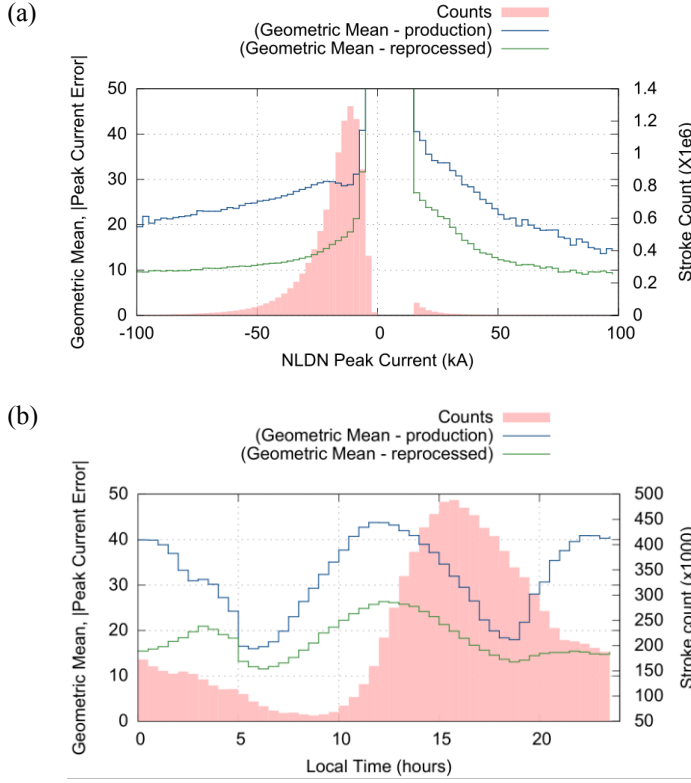 (a)
Counts
(Geometric Mean - production)
(Geometric Mean - reprocessed)
Geometric Mean, |Peak Current Error|
50
40
30
20
10
0
1.4
1.2
1
0.8
0.6
0.4
0.2
0
Stroke Count (X1e6)
-100 -50 0 50 100
NLDN Peak Current (kA)
(b)
Counts
(Geometric Mean - production)
(Geometric Mean - reprocessed)
Geometric Mean, |Peak Current Error|
50
40
30
20
10
0
500
450
400
350
300
250
200
150
100
50
Stroke count (x1000)
0 5 10 15 20
Local Time (hours)